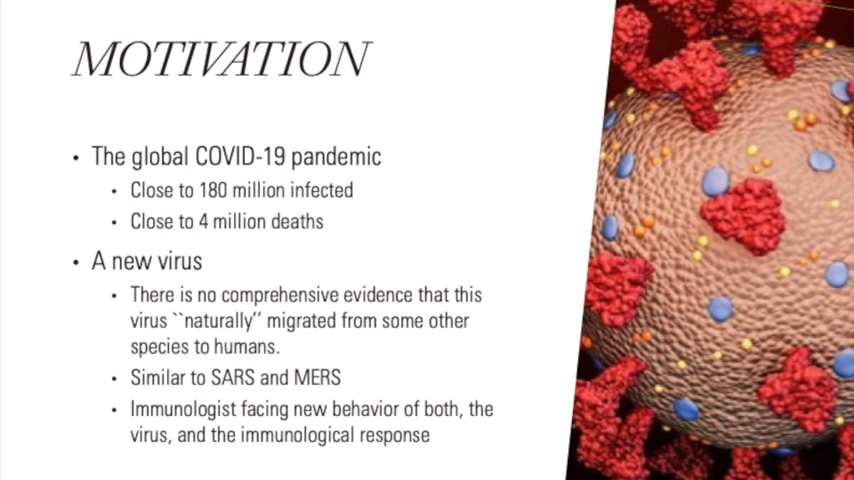 MOTIVATION
• The global COVID-19 pandemic
• Close to 180 million infected
• Close to 4 million deaths
• A new virus
• There is no comprehensive evidence that this
virus ``naturally’’ migrated from some other
species to humans.
• Similar to SARS and MERS
• Immunologist facing new behavior of both, the
virus, and the immunological response